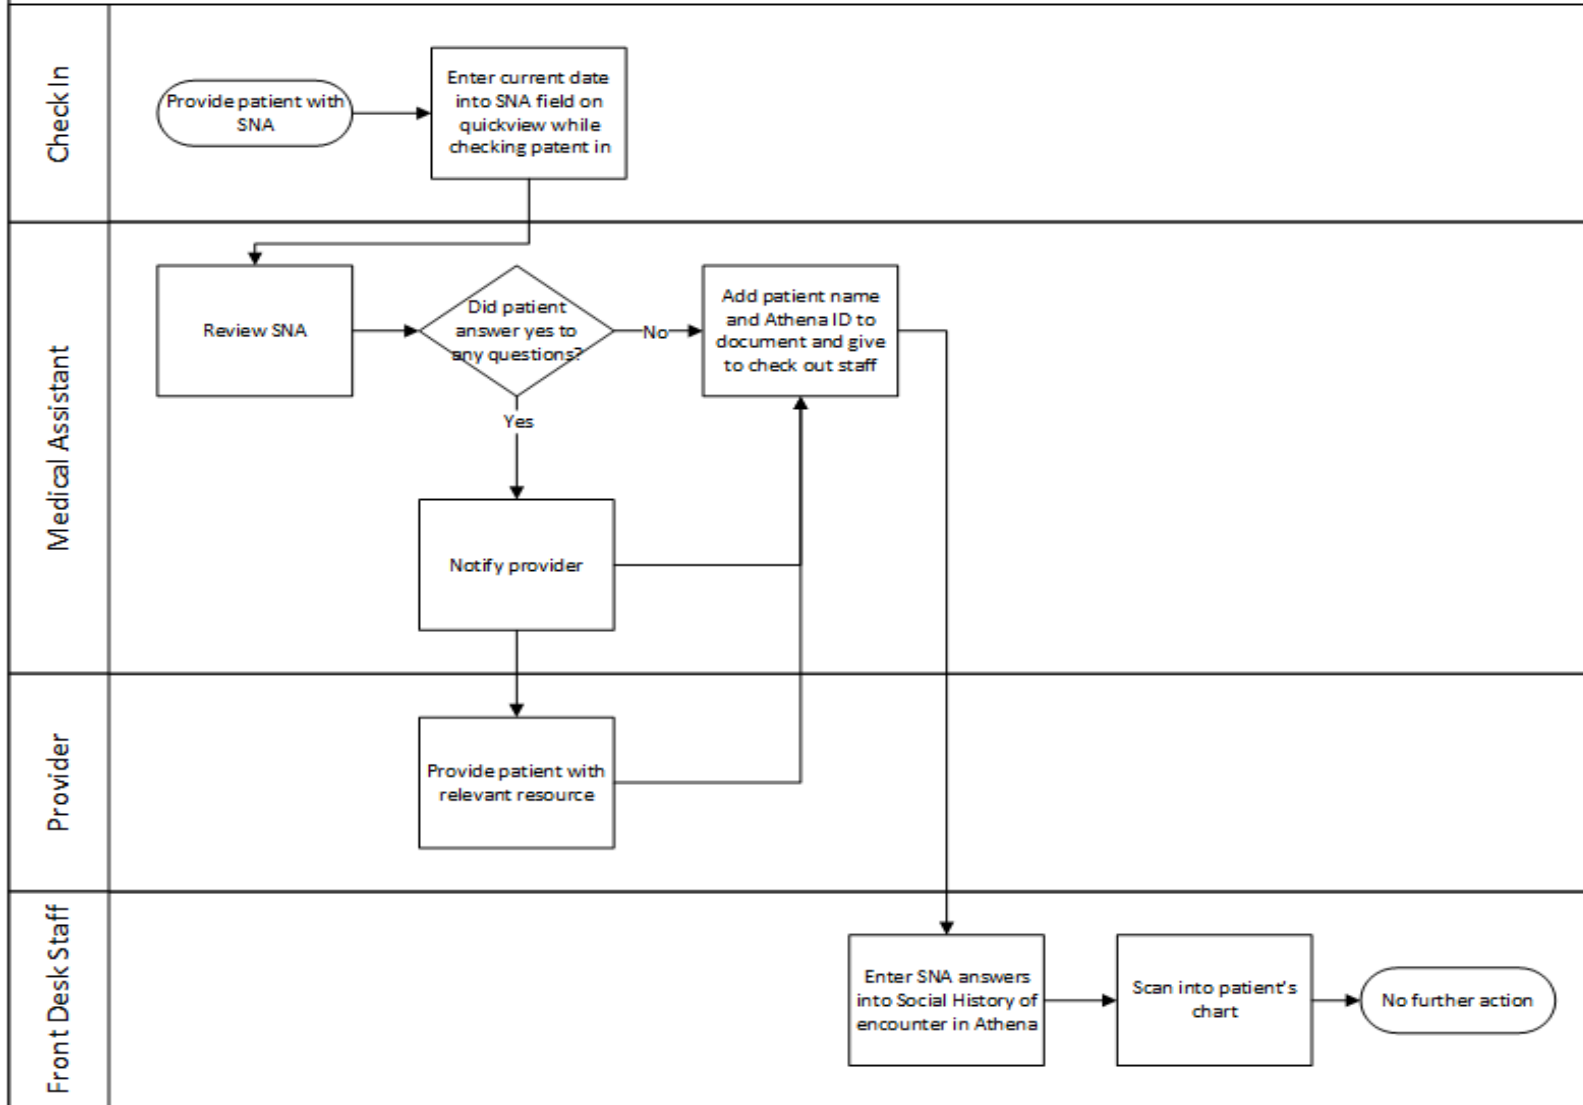 Check In
Provide patient with
SNA
Enter current date
into SNA field on
quickview while
checking patent in
Medical Assistant
Review SNA
Did patient
answer yes to
any questions?
No
Add patient name
and Athena ID to
document and give
to check out staff
Yes
Notify provider
Provider
Provide patient with
relevant resource
Front Desk Staff
Enter SNA answers
into Social History of
encounter in Athena
Scan into patient's
chart
No further action